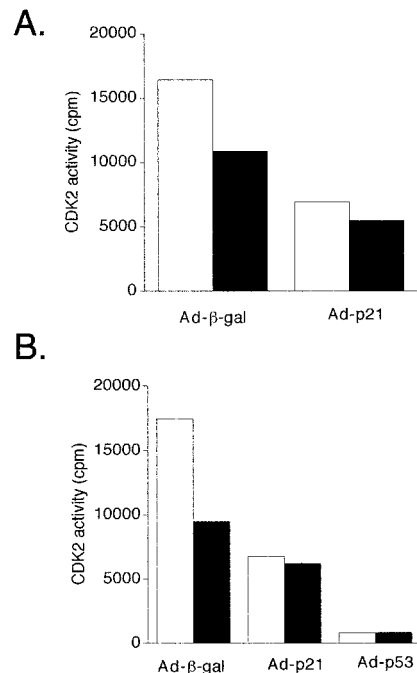 A.
CDK2 activity (cpm)
20000
15000
10000
5000
0
Ad-β-gal Ad-p21
B.
CDK2 activity (cpm)
20000
15000
10000
5000
0
Ad-β-gal Ad-p21 Ad-p53